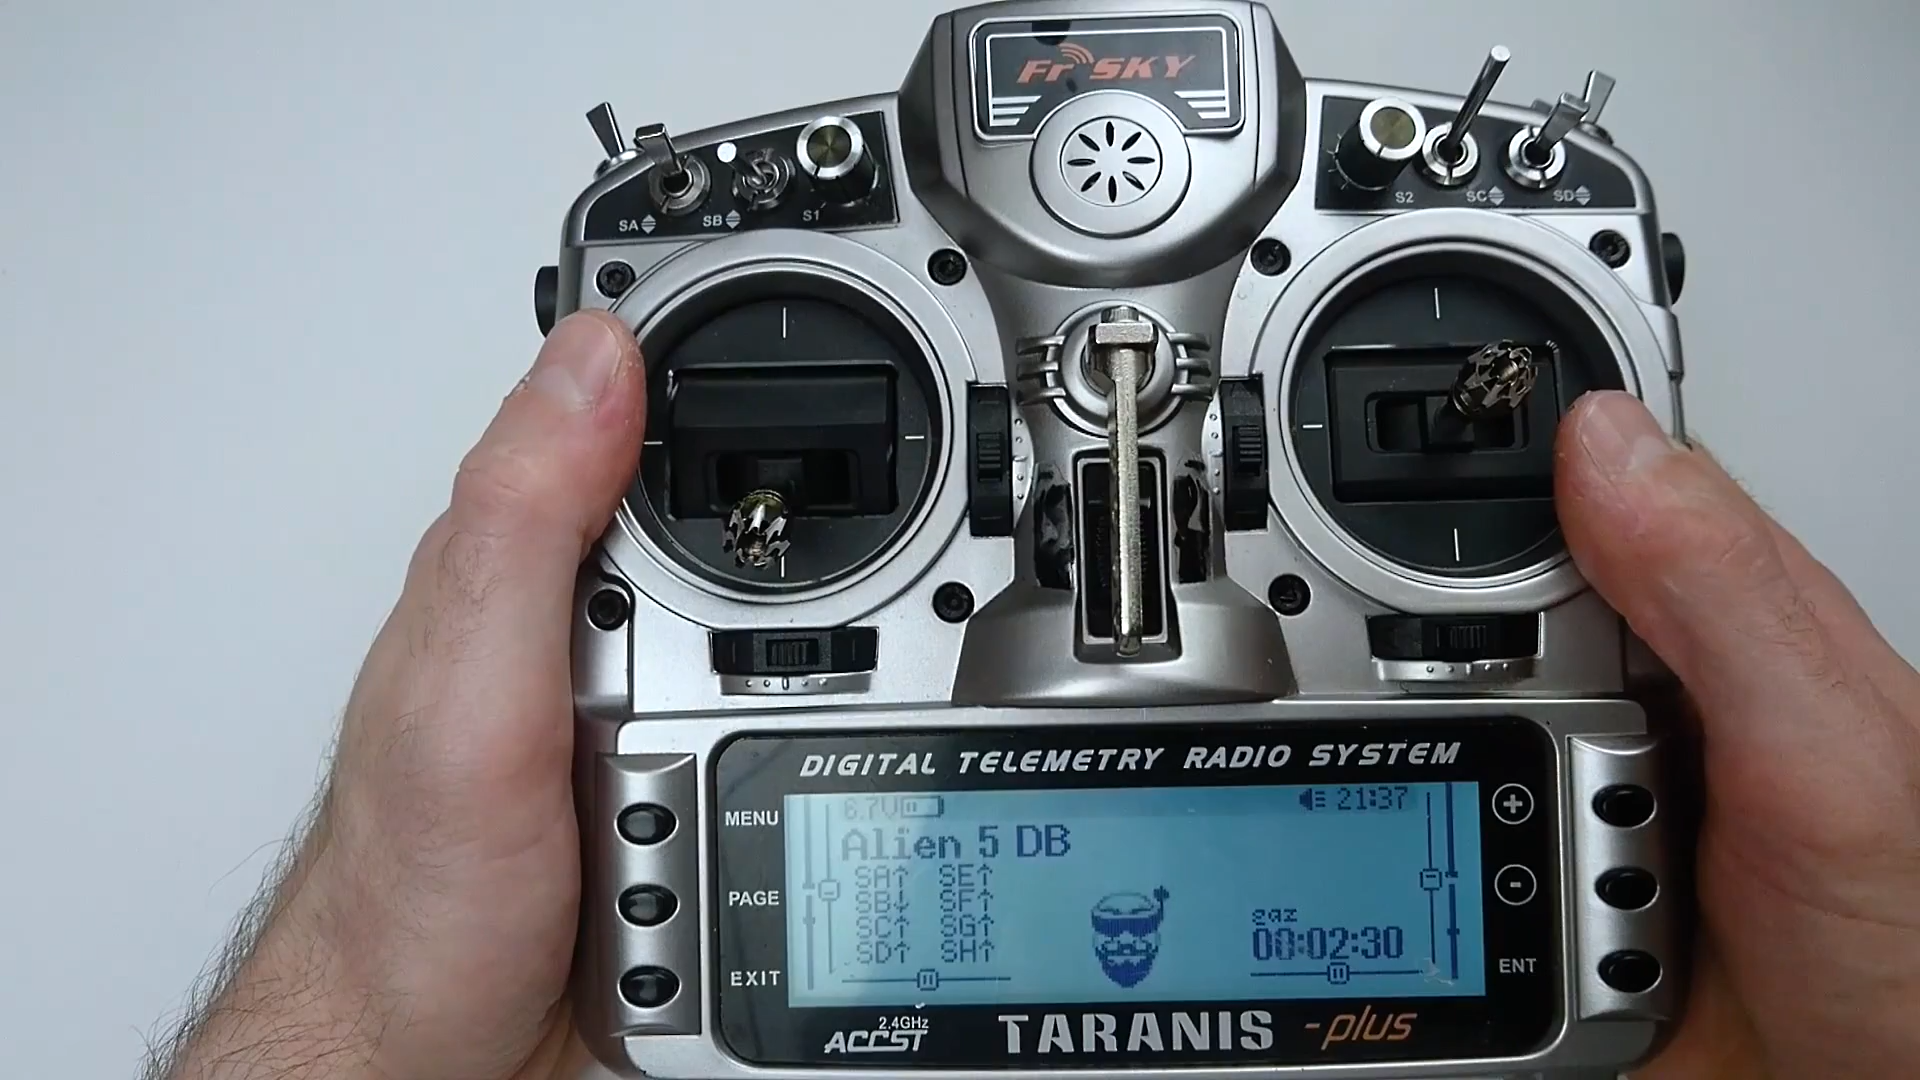 FrSKY
SA SB S1 S2 SC SD
DIGITAL TELEMETRY RADIO SYSTEM
MENU
PAGE
EXIT
6.7V 21:37
Alien 5 DB
SA↑ SE↑
SB↓ SF↑
SC↑ SG↑
SD↑ SH↑
gaz
00:02:30
+
-
ENT
2.4GHz
ACCST
TARANIS -plus